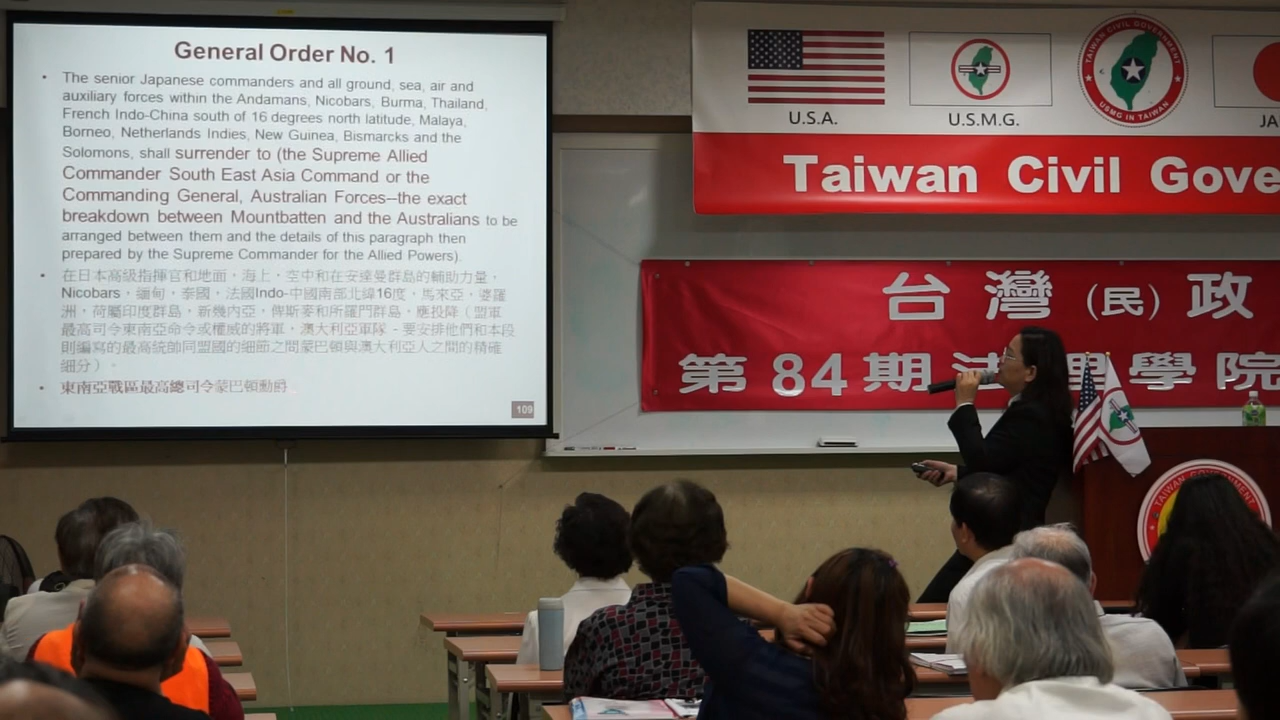 General Order No. 1
• The senior Japanese commanders and all ground, sea, air and
auxiliary forces within the Andamans, Nicobars, Burma, Thailand,
French Indo-China south of 16 degrees north latitude, Malaya,
Borneo, Netherlands Indies, New Guinea, Bismarcks and the
Solomons, shall surrender to (the Supreme Allied
Commander South East Asia Command or the
Commanding General, Australian Forces--the exact
breakdown between Mountbatten and the Australians to be
arranged between them and the details of this paragraph then
prepared by the Supreme Commander for the Allied Powers).
• 在日本高級指揮官和地面，海上，空中和在安達曼群島的輔助力量，
Nicobars，緬甸，泰國，法國Indo-中國南部北緯16度，馬來亞，婆羅
洲，荷屬印度群島，新幾內亞，俾斯麥和所羅門群島，應投降（盟軍
最高司令東南亞命令或權威的將軍，澳大利亞軍隊 - 要安排他們和本段
則編寫的最高統帥同盟國的細節之間蒙巴頓與澳大利亞人之間的精確
細分）。
• 東南亞戰區最高總司令蒙巴頓勳爵
109
U.S.A.
U.S.M.G.
TAIWAN CIVIL GOVERNMENT
USMG IN TAIWAN
JA
Taiwan Civil Gove
台灣（民）政
第84期法理學院
TAIWAN GOVERNMENT